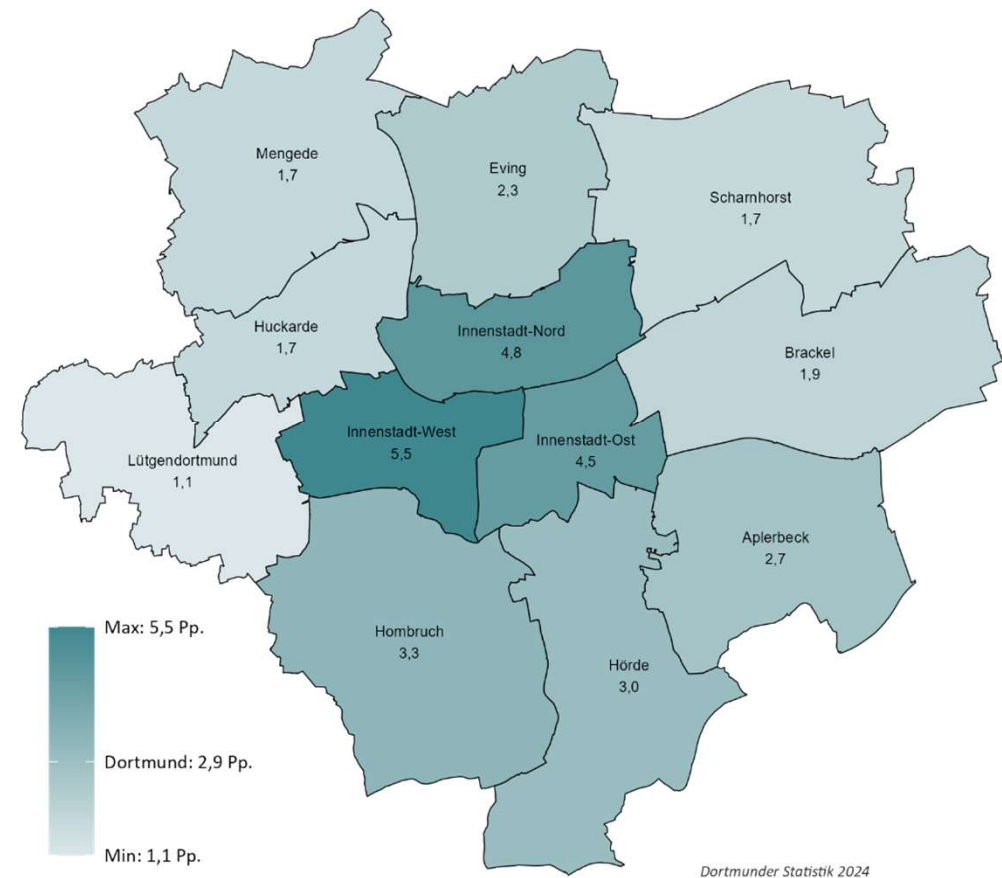 Mengede
1,7
Eving
2,3
Scharnhorst
1,7
Huckarde
1,7
Innenstadt-Nord
4,8
Brackel
1,9
Innenstadt-West
5,5
Innenstadt-Ost
4,5
Lütgendortmund
1,1
Aplerbeck
2,7
Hombruch
3,3
Hörde
3,0
Max: 5,5 Pp.
Dortmund: 2,9 Pp.
Min: 1,1 Pp.
Dortmunder Statistik 2024